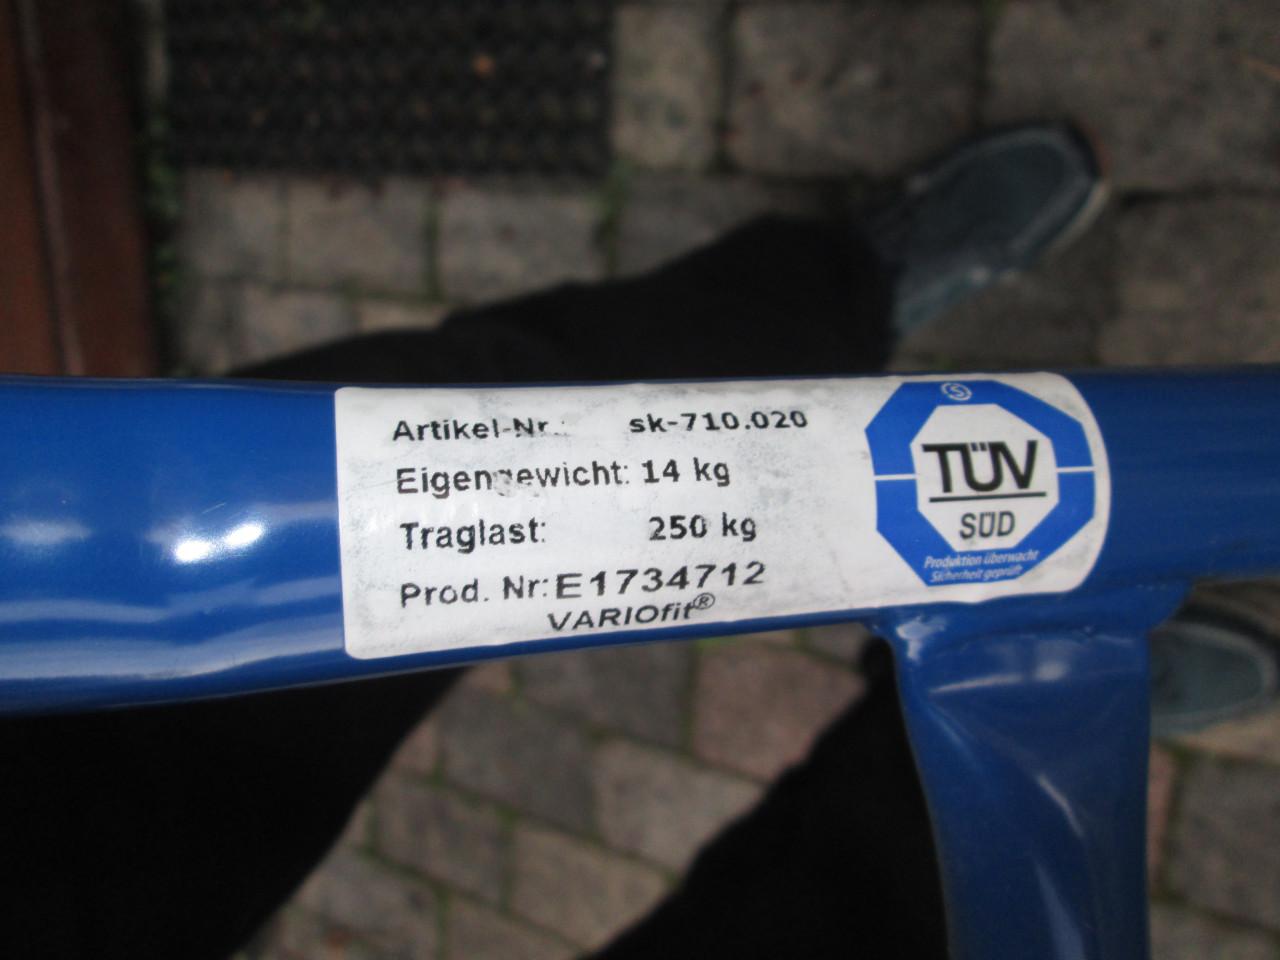 Artikel-Nr.: sk-710.020
Eigengewicht: 14 kg
Traglast: 250 kg
Prod. Nr: E1734712
VARIOfit®
S
TÜV
SÜD
Produktion überwacht
Sicherheit geprüft